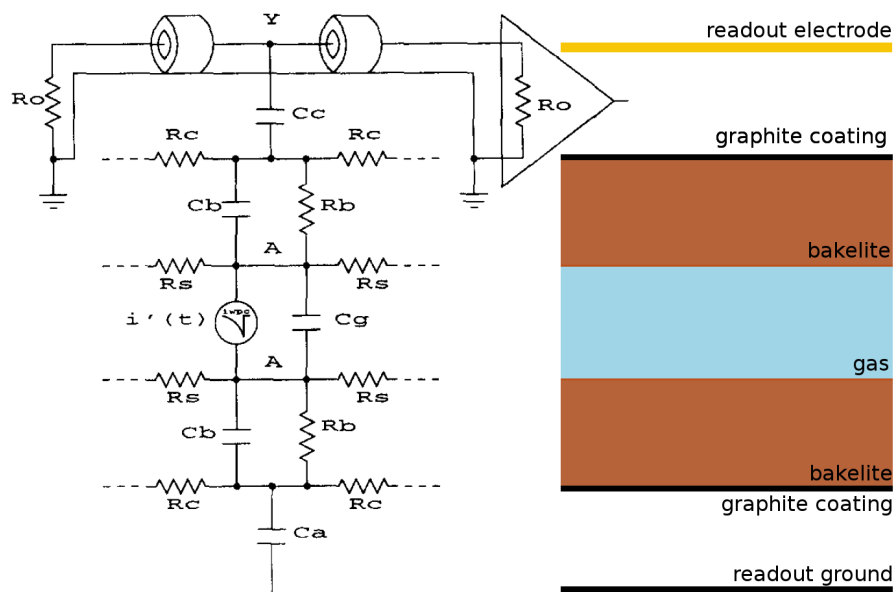 Y
readout electrode
Ro
Ro
Cc
Rc
Rc
graphite coating
Cb
Rb
A
bakelite
Rs
Rs
i'(t)
Cg
A
gas
Rs
Rs
Cb
Rb
bakelite
Rc
Rc
graphite coating
Ca
readout ground